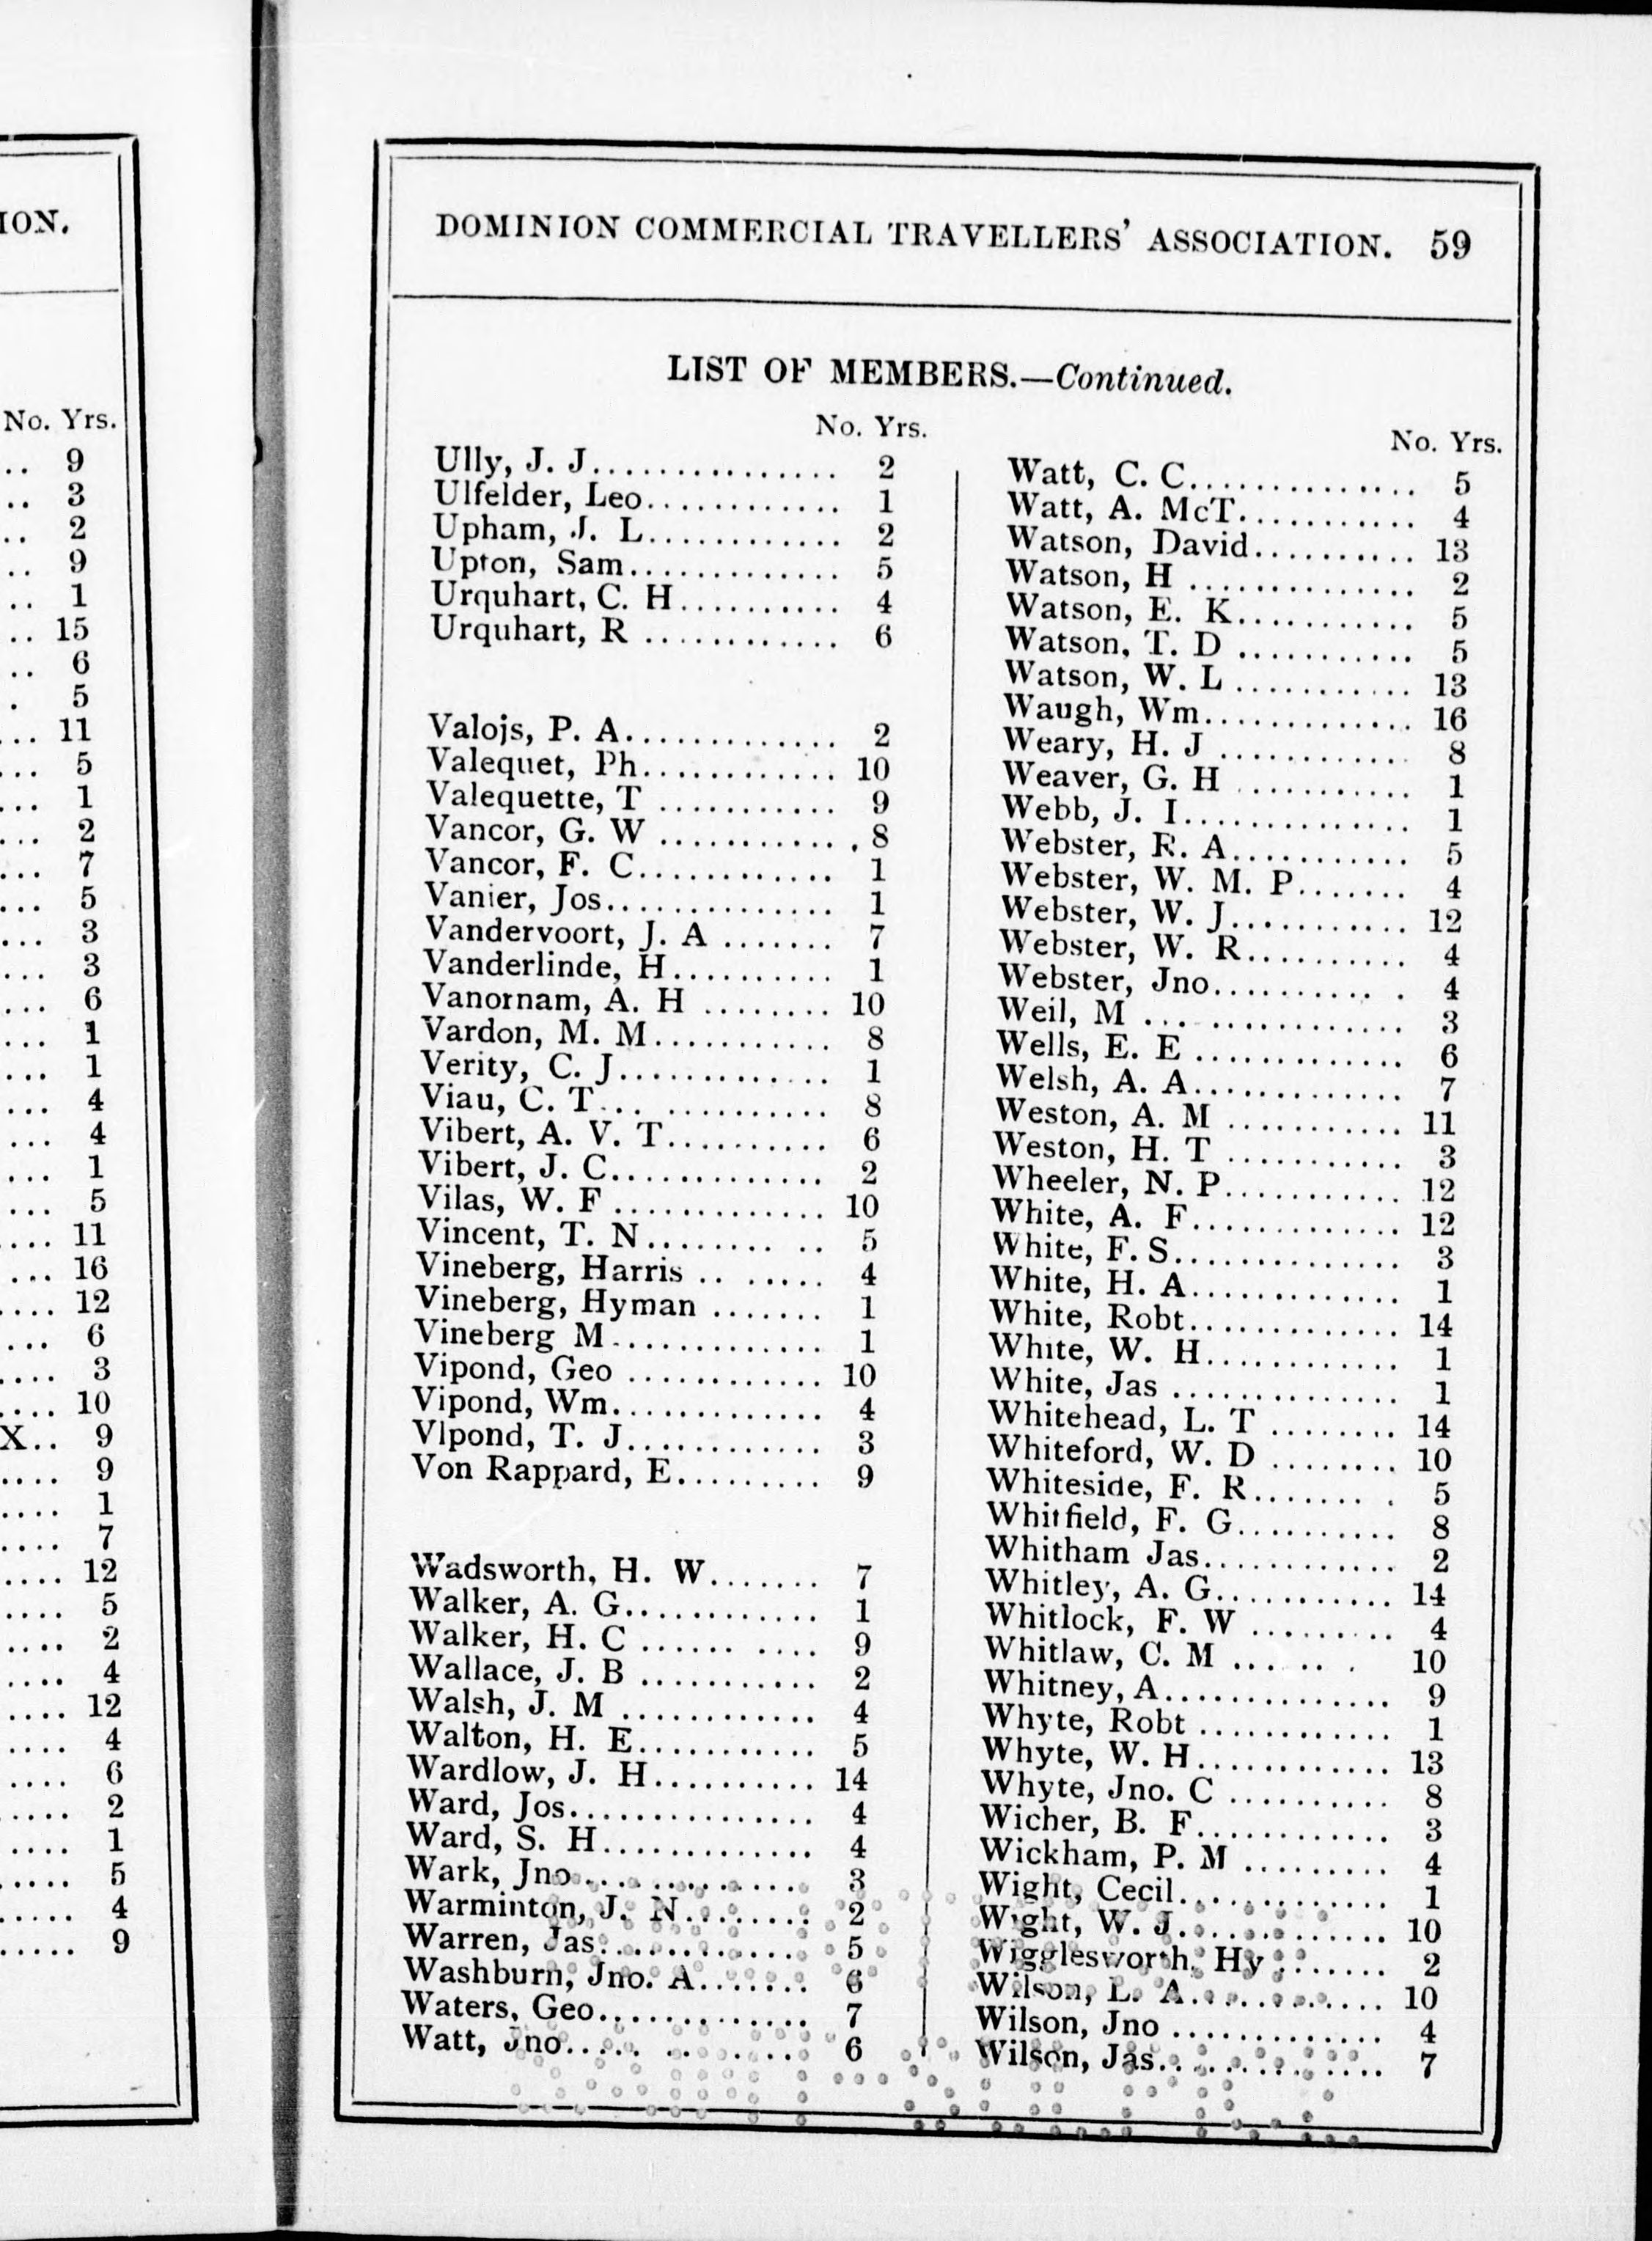 ION.
No. Yrs.
.. 9
.. 3
.. 2
.. 9
.. 1
.. 15
.. 6
. 5
... 11
... 5
... 1
... 2
... 7
... 5
... 3
... 3
... 6
... 1
... 1
... 4
... 4
... 1
... 5
.... 11
... 16
.... 12
... 6
.... 3
.... 10
X.. 9
.... 9
.... 1
.... 7
.... 12
.... 5
.... 2
.... 4
.... 12
.... 4
.... 6
..... 2
.... 1
..... 5
..... 4
..... 9
DOMINION COMMERCIAL TRAVELLERS' ASSOCIATION. 59
LIST OF MEMBERS.—Continued.
No. Yrs.
Ully, J. J............... 2
Ulfelder, Leo............ 1
Upham, J. L............ 2
Upton, Sam............. 5
Urquhart, C. H.......... 4
Urquhart, R ............ 6
Valojs, P. A............. 2
Valequet, Ph............ 10
Valequette, T ........... 9
Vancor, G. W ............ 8
Vancor, F. C............ 1
Vanier, Jos.............. 1
Vandervoort, J. A ....... 7
Vanderlinde, H.......... 1
Vanornam, A. H ........ 10
Vardon, M. M........... 8
Verity, C. J............. 1
Viau, C. T... .......... 8
Vibert, A. V. T.......... 6
Vibert, J. C............. 2
Vilas, W. F ............. 10
Vincent, T. N........ .. 5
Vineberg, Harris .. ..... 4
Vineberg, Hyman ....... 1
Vineberg M............. 1
Vipond, Geo ............ 10
Vipond, Wm............. 4
Vlpond, T. J............ 3
Von Rappard, E......... 9
Wadsworth, H. W....... 7
Walker, A. G............ 1
Walker, H. C ...... .... 9
Wallace, J. B ........... 2
Walsh, J. M ............ 4
Walton, H. E........... 5
Wardlow, J. H.......... 14
Ward, Jos............... 4
Ward, S. H............. 4
Wark, Jno............... 3
Warminton, J. N........ 2
Warren, Jas............. 5
Washburn, Jno. A....... 6
Waters, Geo............. 7
Watt, Jno..... ........ 6
No. Yrs.
Watt, C. C.............. 5
Watt, A. McT........... 4
Watson, David.......... 13
Watson, H .............. 2
Watson, E. K........... 5
Watson, T. D ........... 5
Watson, W. L ........... 13
Waugh, Wm............. 16
Weary, H. J ............ 8
Weaver, G. H ........... 1
Webb, J. I.............. 1
Webster, R. A........... 5
Webster, W. M. P....... 4
Webster, W. J........... 12
Webster, W. R.......... 4
Webster, Jno.......... . 4
Weil, M ... ............ 3
Wells, E. E ............. 6
Welsh, A. A............. 7
Weston, A. M ........... 11
Weston, H. T ........... 3
Wheeler, N. P........... 12
White, A. F............. 12
White, F. S.............. 3
White, H. A............. 1
White, Robt............. 14
White, W. H............ 1
White, Jas .............. 1
Whitehead, L. T ........ 14
Whiteford, W. D ........ 10
Whiteside, F. R....... . 5
Whitfield, F. G.......... 8
Whitham Jas............ 2
Whitley, A. G........... 14
Whitlock, F. W ......... 4
Whitlaw, C. M ... .. . 10
Whitney, A.............. 9
Whyte, Robt ............ 1
Whyte, W. H............ 13
Whyte, Jno. C .......... 8
Wicher, B. F............ 3
Wickham, P. M ......... 4
Wight, Cecil............. 1
Wight, W. J............. 10
Wigglesworth, Hy ....... 2
Wilson, L. A............ 10
Wilson, Jno ............. 4
Wilson, Jas.............. 7